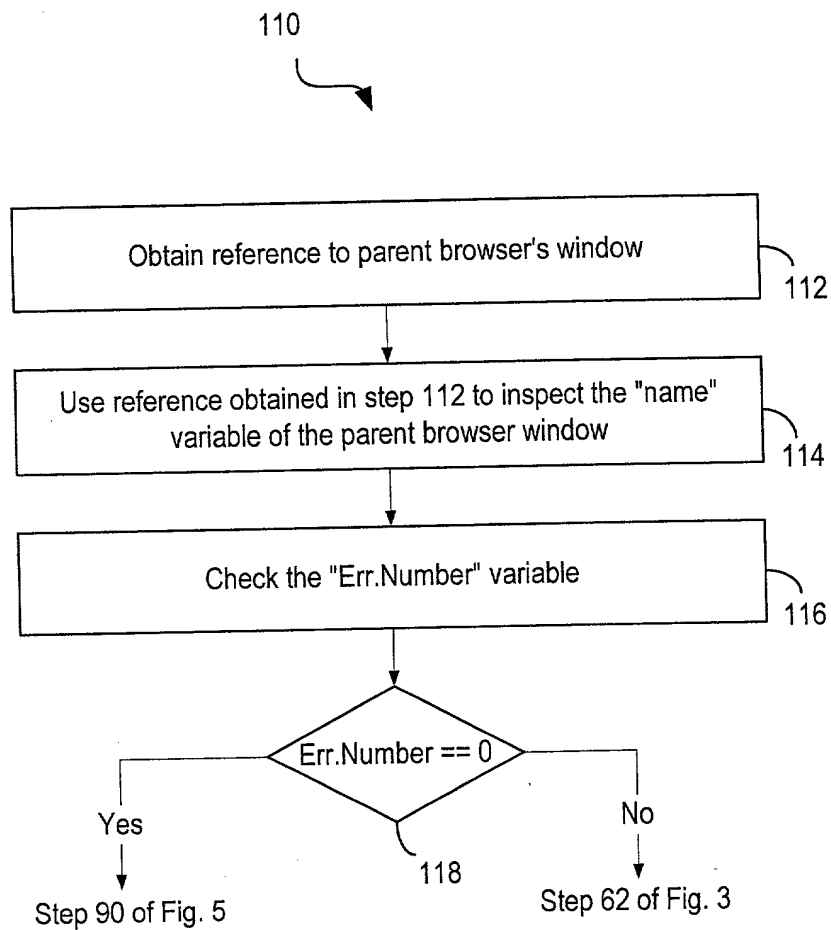 110
Obtain reference to parent browser's window
112
Use reference obtained in step 112 to inspect the "name"
variable of the parent browser window
114
Check the "Err.Number" variable
116
Err.Number == 0
Yes
No
118
Step 90 of Fig. 5
Step 62 of Fig. 3